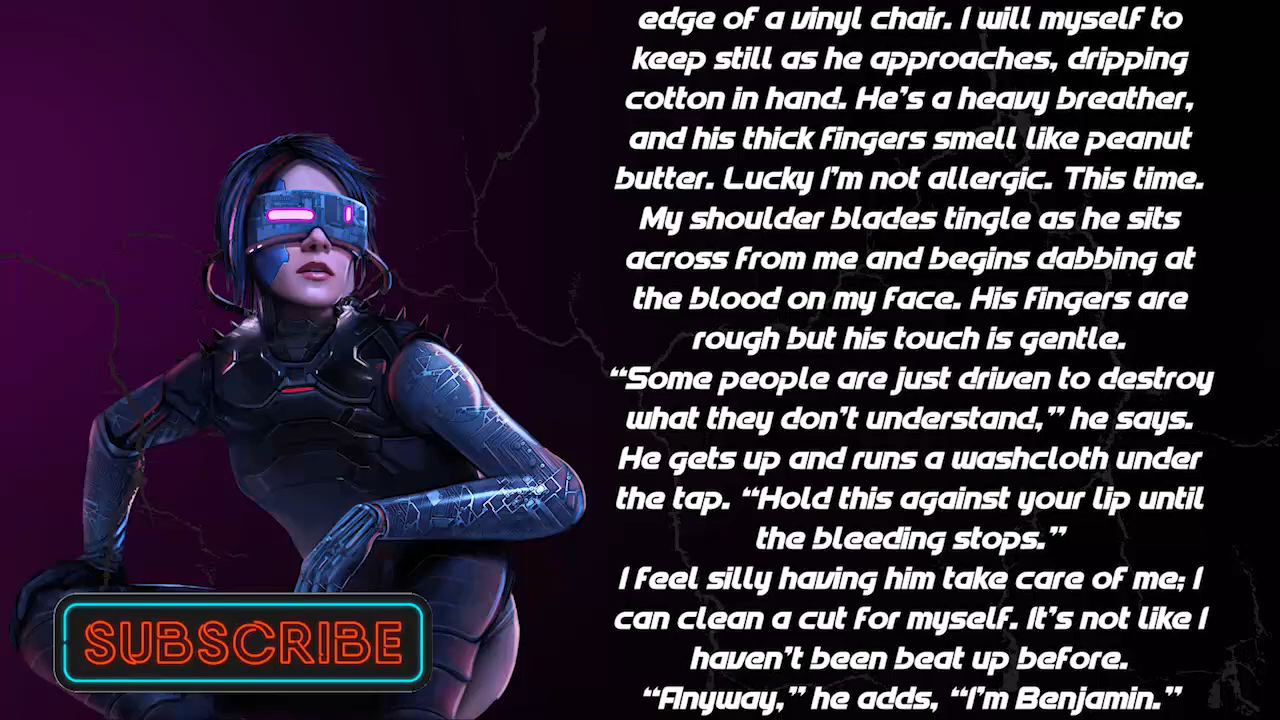 edge of a vinyl chair. I will myself to
keep still as he approaches, dripping
cotton in hand. He's a heavy breather,
and his thick fingers smell like peanut
butter. Lucky I'm not allergic. This time.
My shoulder blades tingle as he sits
across from me and begins dabbing at
the blood on my face. His fingers are
rough but his touch is gentle.
“Some people are just driven to destroy
what they don't understand,” he says.
He gets up and runs a washcloth under
the tap. “Hold this against your lip until
the bleeding stops.”
I feel silly having him take care of me; I
can clean a cut for myself. It's not like I
haven't been beat up before.
“Anyway,” he adds, “I'm Benjamin.”
SUBSCRIBE